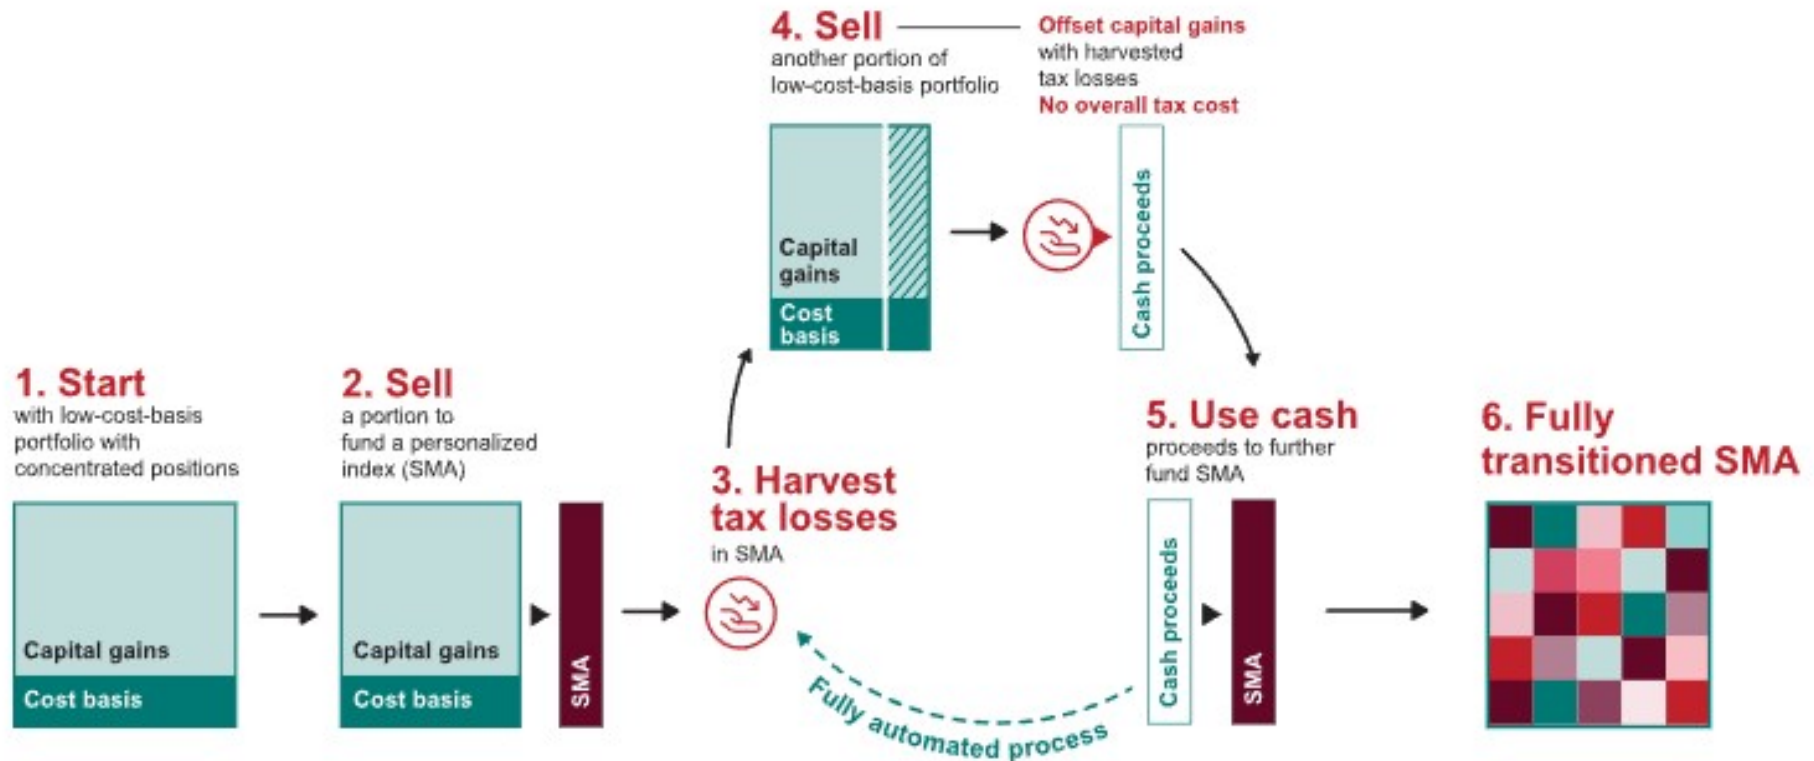 1. Start
with low-cost-basis
portfolio with
concentrated positions
Capital gains
Cost basis
2. Sell
a portion to
fund a personalized
index (SMA)
Capital gains
Cost basis
SMA
3. Harvest
tax losses
in SMA
4. Sell
another portion of
low-cost-basis portfolio
Capital
gains
Cost
basis
Offset capital gains
with harvested
tax losses
No overall tax cost
Cash proceeds
5. Use cash
proceeds to further
fund SMA
Cash proceeds
SMA
Fully automated process
6. Fully
transitioned SMA